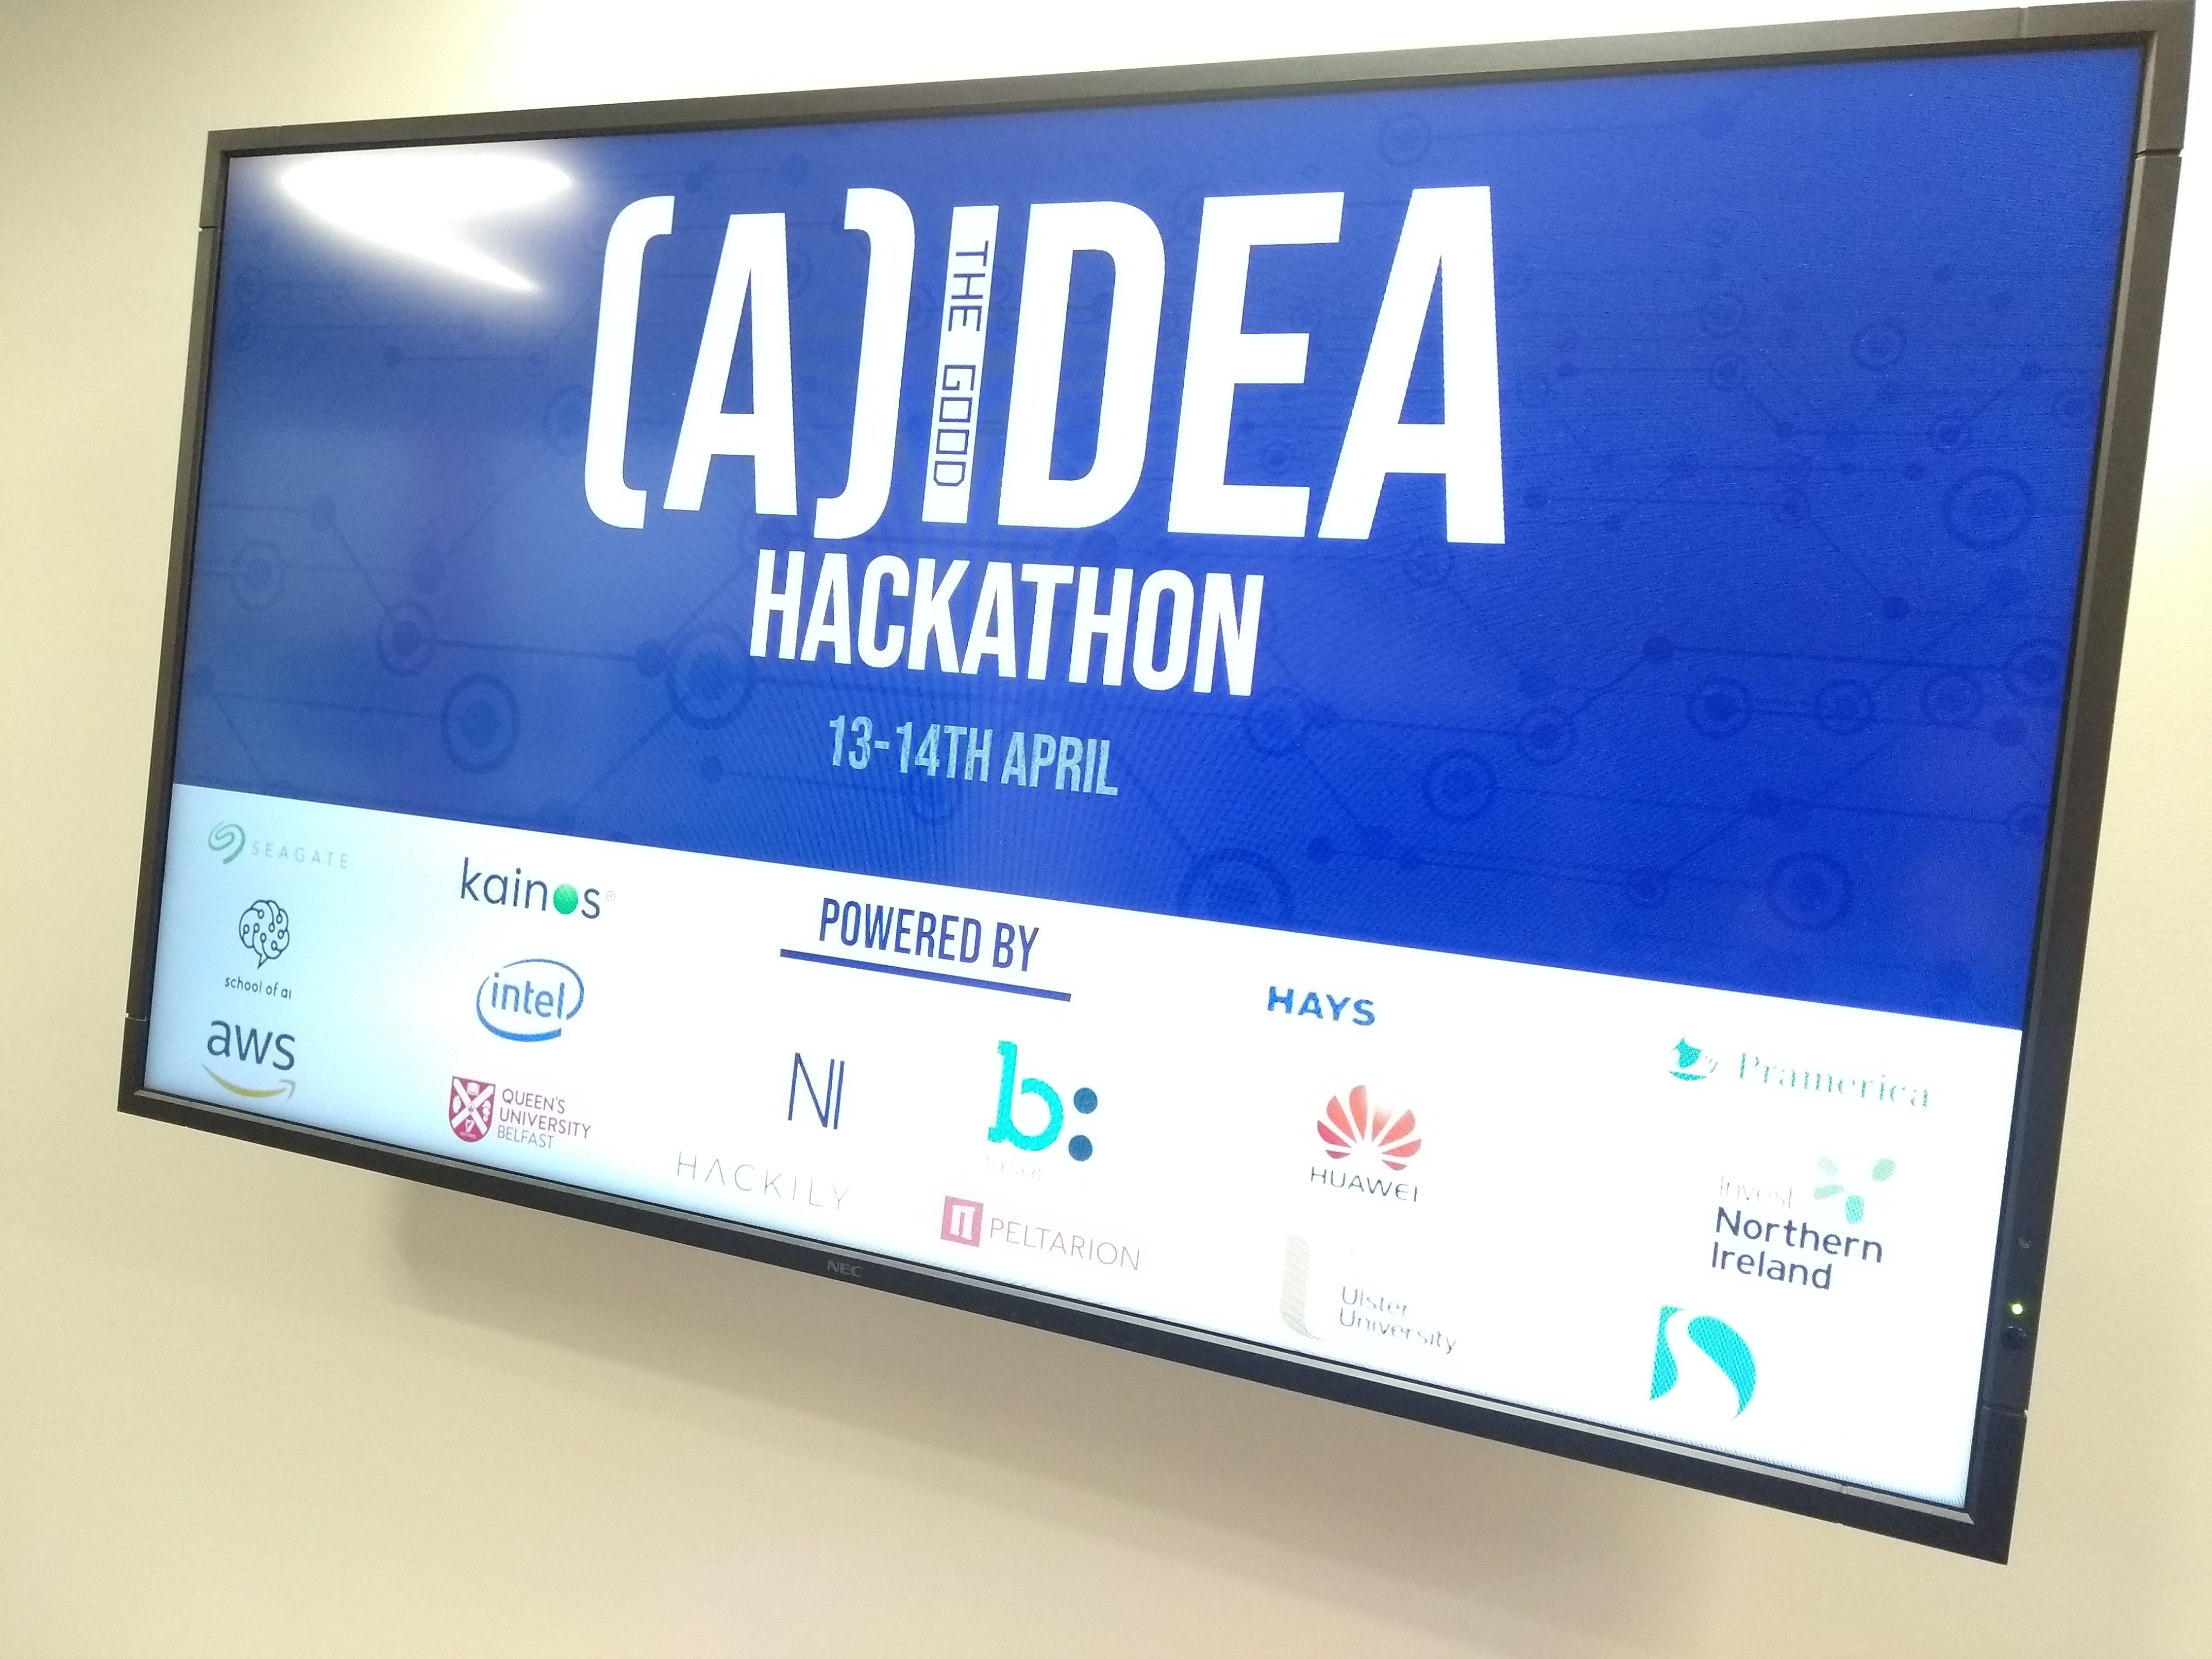 (A)IDEA
THE GOOD
HACKATHON
13-14TH APRIL
POWERED BY
SEAGATE
kainos
HAYS
Pramerica
school of ai
intel
NI
b:
HUAWEI
Invest
Northern
Ireland
aws
QUEEN'S
UNIVERSITY
BELFAST
HACKILY
PELTARION
Ulster
University
NEC